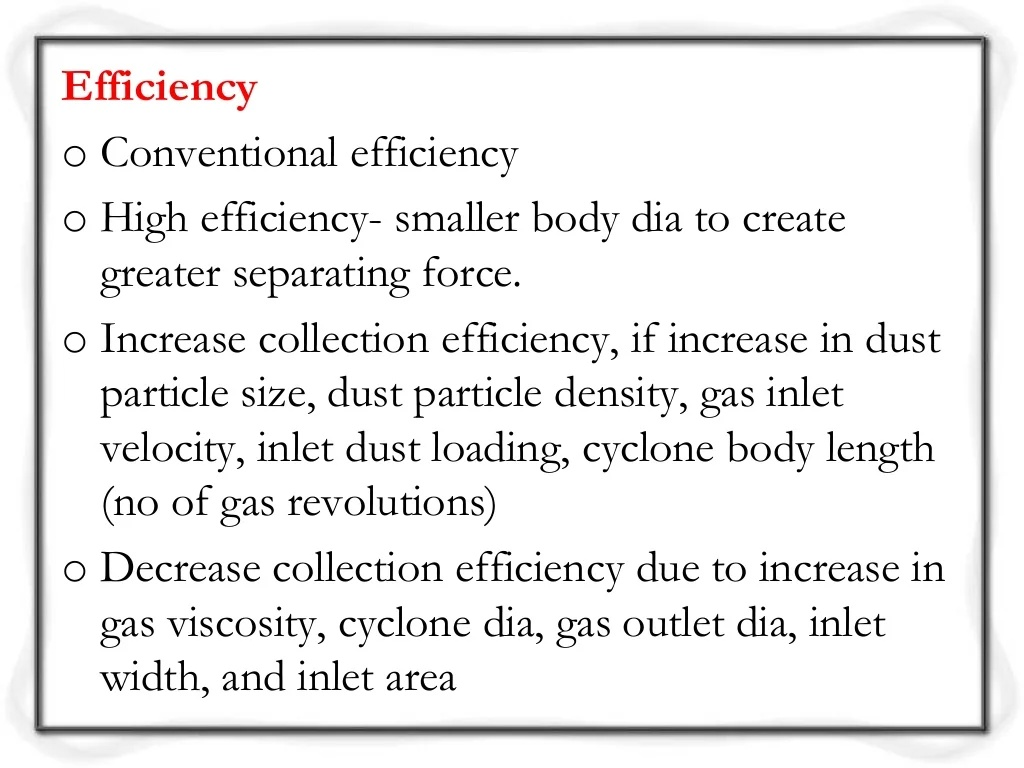 Efficiency
o Conventional efficiency
o High efficiency- smaller body dia to create
greater separating force.
o Increase collection efficiency, if increase in dust
particle size, dust particle density, gas inlet
velocity, inlet dust loading, cyclone body length
(no of gas revolutions)
o Decrease collection efficiency due to increase in
gas viscosity, cyclone dia, gas outlet dia, inlet
width, and inlet area